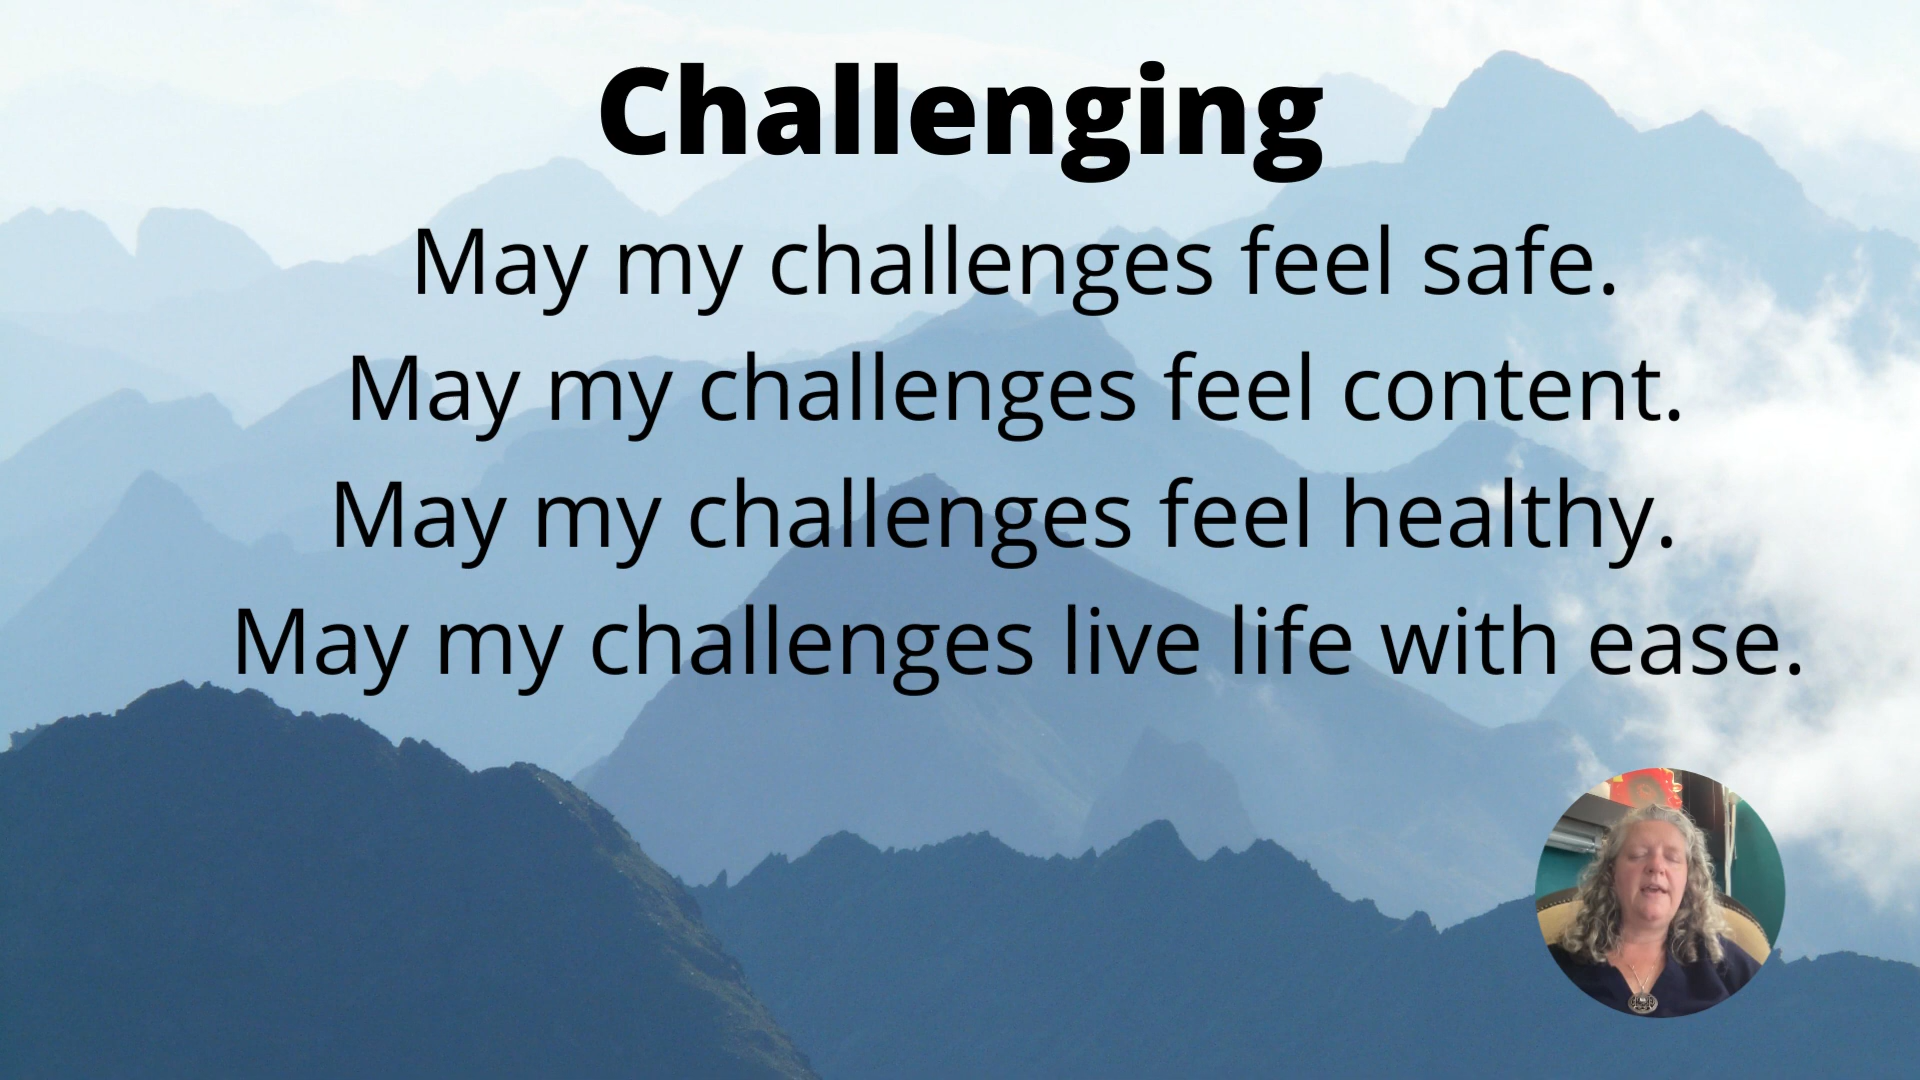 Challenging
May my challenges feel safe.
May my challenges feel content.
May my challenges feel healthy.
May my challenges live life with ease.